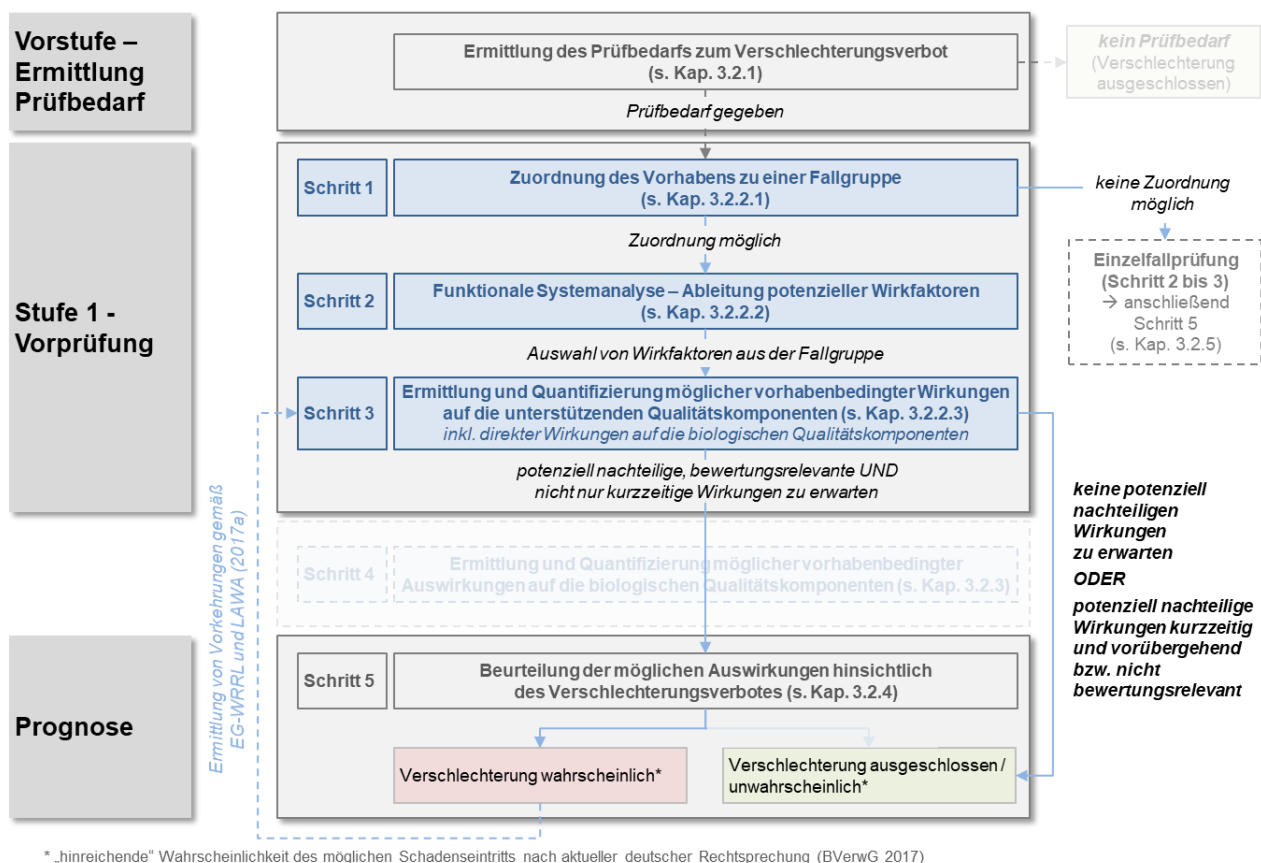 Vorstufe –
Ermittlung
Prüfbedarf
Ermittlung des Prüfbedarfs zum Verschlechterungsverbot
(s. Kap. 3.2.1)
kein Prüfbedarf
(Verschlechterung
ausgeschlossen)
Prüfbedarf gegeben
Stufe 1 -
Vorprüfung
Schritt 1
Zuordnung des Vorhabens zu einer Fallgruppe
(s. Kap. 3.2.2.1)
keine Zuordnung
möglich
Zuordnung möglich
Einzelfallprüfung
(Schritt 2 bis 3)
→ anschließend
Schritt 5
(s. Kap. 3.2.5)
Schritt 2
Funktionale Systemanalyse – Ableitung potenzieller Wirkfaktoren
(s. Kap. 3.2.2.2)
Auswahl von Wirkfaktoren aus der Fallgruppe
Schritt 3
Ermittlung und Quantifizierung möglicher vorhabenbedingter Wirkungen
auf die unterstützenden Qualitätskomponenten (s. Kap. 3.2.2.3)
inkl. direkter Wirkungen auf die biologischen Qualitätskomponenten
potenziell nachteilige, bewertungsrelevante UND
nicht nur kurzzeitige Wirkungen zu erwarten
keine potenziell
nachteiligen
Wirkungen
zu erwarten
ODER
potenziell nachteilige
Wirkungen kurzzeitig
und vorübergehend
bzw. nicht
bewertungsrelevant
Ermittlung von Vorkehrungen gemäß
EG-WRRL und LAWA (2017a)
Schritt 4
Ermittlung und Quantifizierung möglicher vorhabenbedingter
Auswirkungen auf die biologischen Qualitätskomponenten (s. Kap. 3.2.3)
Prognose
Schritt 5
Beurteilung der möglichen Auswirkungen hinsichtlich
des Verschlechterungsverbotes (s. Kap. 3.2.4)
Verschlechterung wahrscheinlich*
Verschlechterung ausgeschlossen /
unwahrscheinlich*
* „hinreichende“ Wahrscheinlichkeit des möglichen Schadenseintritts nach aktueller deutscher Rechtsprechung (BVerwG 2017)